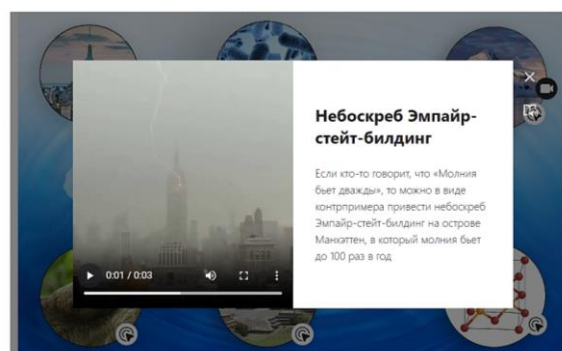 Небоскреб Эмпайр-
стейт-билдинг
Если кто-то говорит, что «Молния
бьет дважды», то можно в виде
контрпримера привести небоскреб
Эмпайр-стейт-билдинг на острове
Манхэттен, в который молния бьет
до 100 раз в год
0:01 / 0:03